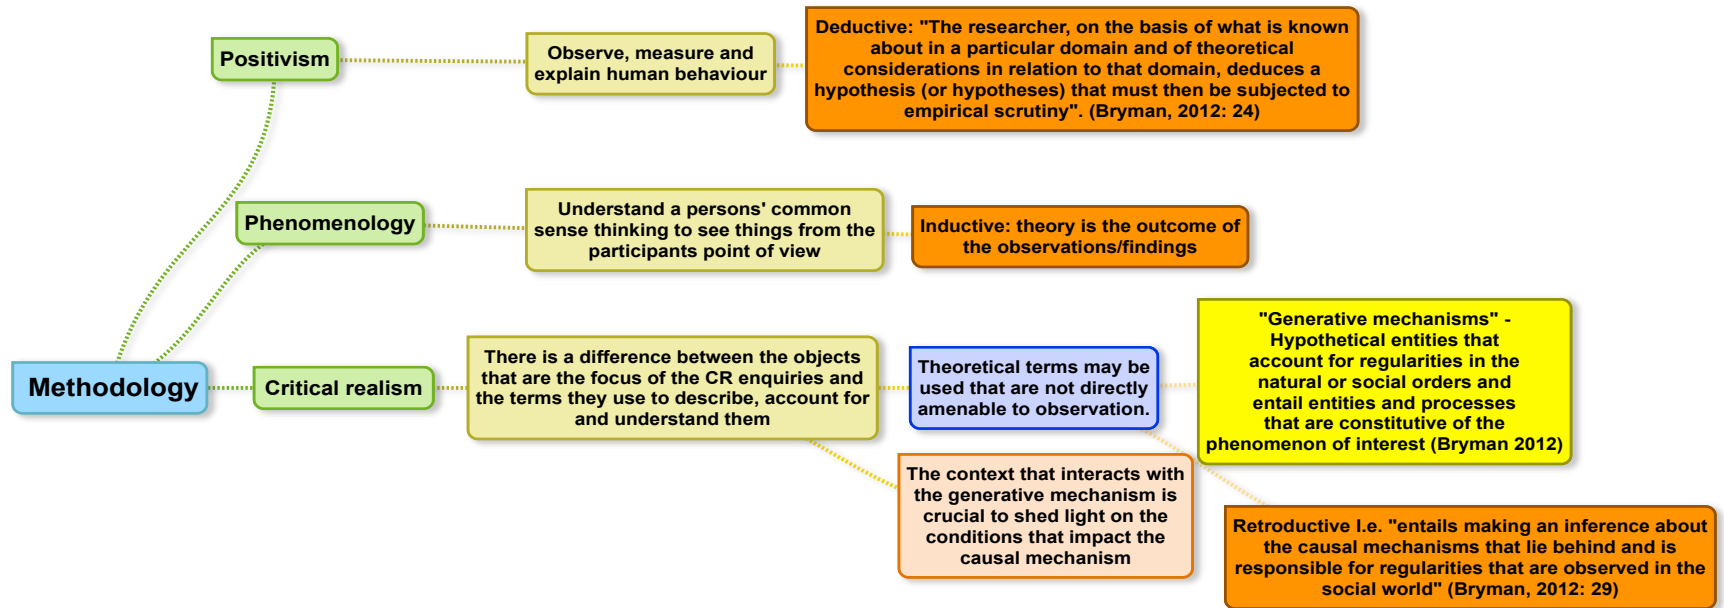 Positivism
Observe, measure and
explain human behaviour
Deductive: "The researcher, on the basis of what is known
about in a particular domain and of theoretical
considerations in relation to that domain, deduces a
hypothesis (or hypotheses) that must then be subjected to
empirical scrutiny". (Bryman, 2012: 24)
Phenomenology
Understand a persons' common
sense thinking to see things from the
participants point of view
Inductive: theory is the outcome of
the observations/findings
Methodology
Critical realism
There is a difference between the objects
that are the focus of the CR enquiries and
the terms they use to describe, account for
and understand them
Theoretical terms may be
used that are not directly
amenable to observation.
"Generative mechanisms" -
Hypothetical entities that
account for regularities in the
natural or social orders and
entail entities and processes
that are constitutive of the
phenomenon of interest (Bryman 2012)
The context that interacts with
the generative mechanism is
crucial to shed light on the
conditions that impact the
causal mechanism
Retroductive I.e. "entails making an inference about
the causal mechanisms that lie behind and is
responsible for regularities that are observed in the
social world" (Bryman, 2012: 29)